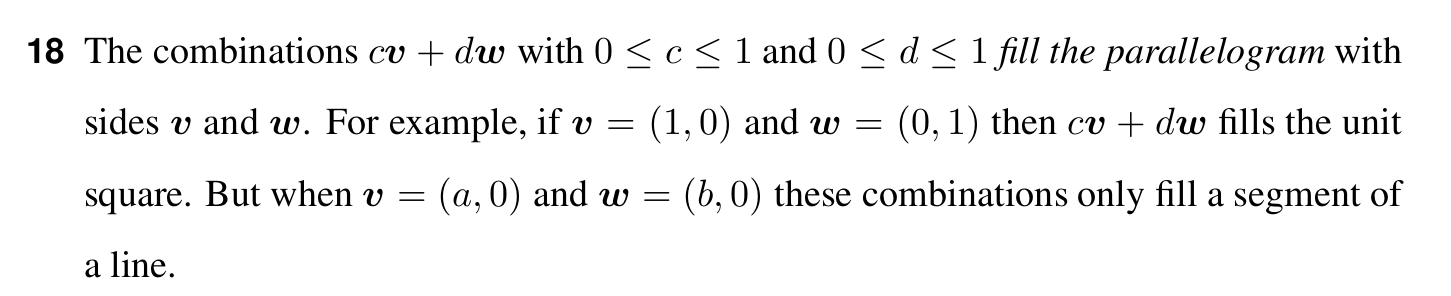 18 The combinations cv + dw with 0 ≤ c ≤ 1 and 0 ≤ d ≤ 1 fill the parallelogram with
sides v and w. For example, if v = (1, 0) and w = (0, 1) then cv + dw fills the unit
square. But when v = (a, 0) and w = (b, 0) these combinations only fill a segment of
a line.